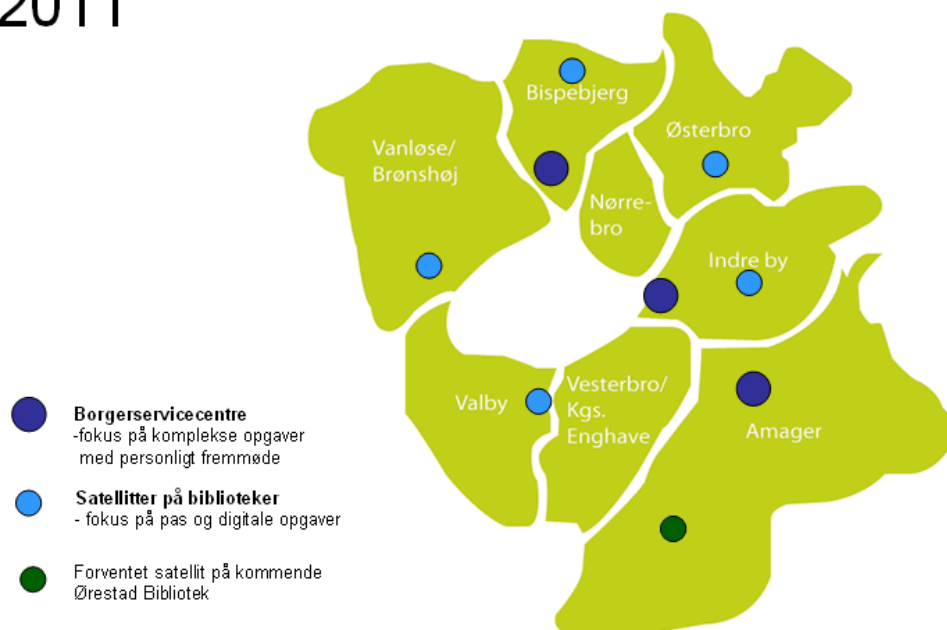 2011
Bispebjerg
Østerbro
Vanløse/
Brønshøj
Nørre-
bro
Indre by
Valby
Vesterbro/
Kgs.
Enghave
Amager
Borgerservicecentre
-fokus på komplekse opgaver
med personligt fremmøde
Satellitter på biblioteker
- fokus på pas og digitale opgaver
Forventet satellit på kommende
Ørestad Bibliotek